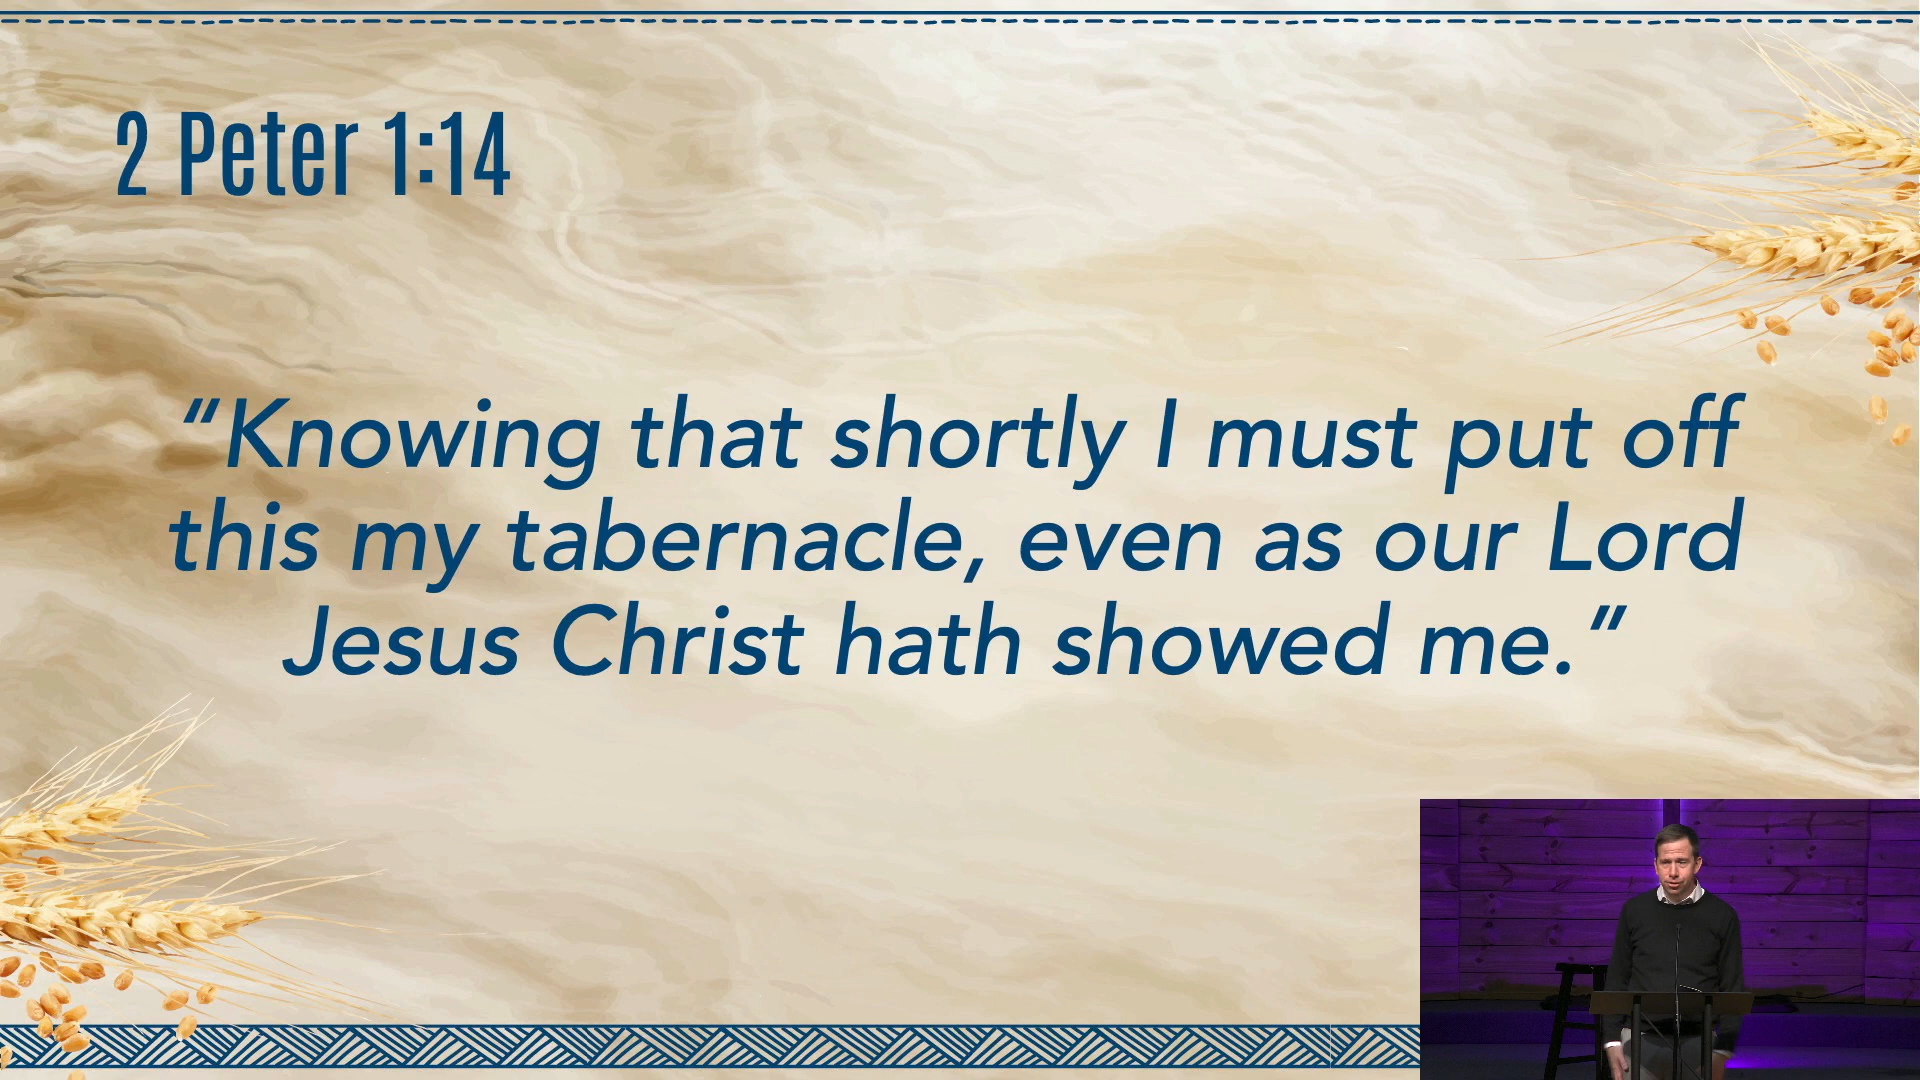 2 Peter 1:14
“Knowing that shortly I must put off
this my tabernacle, even as our Lord
Jesus Christ hath showed me.”